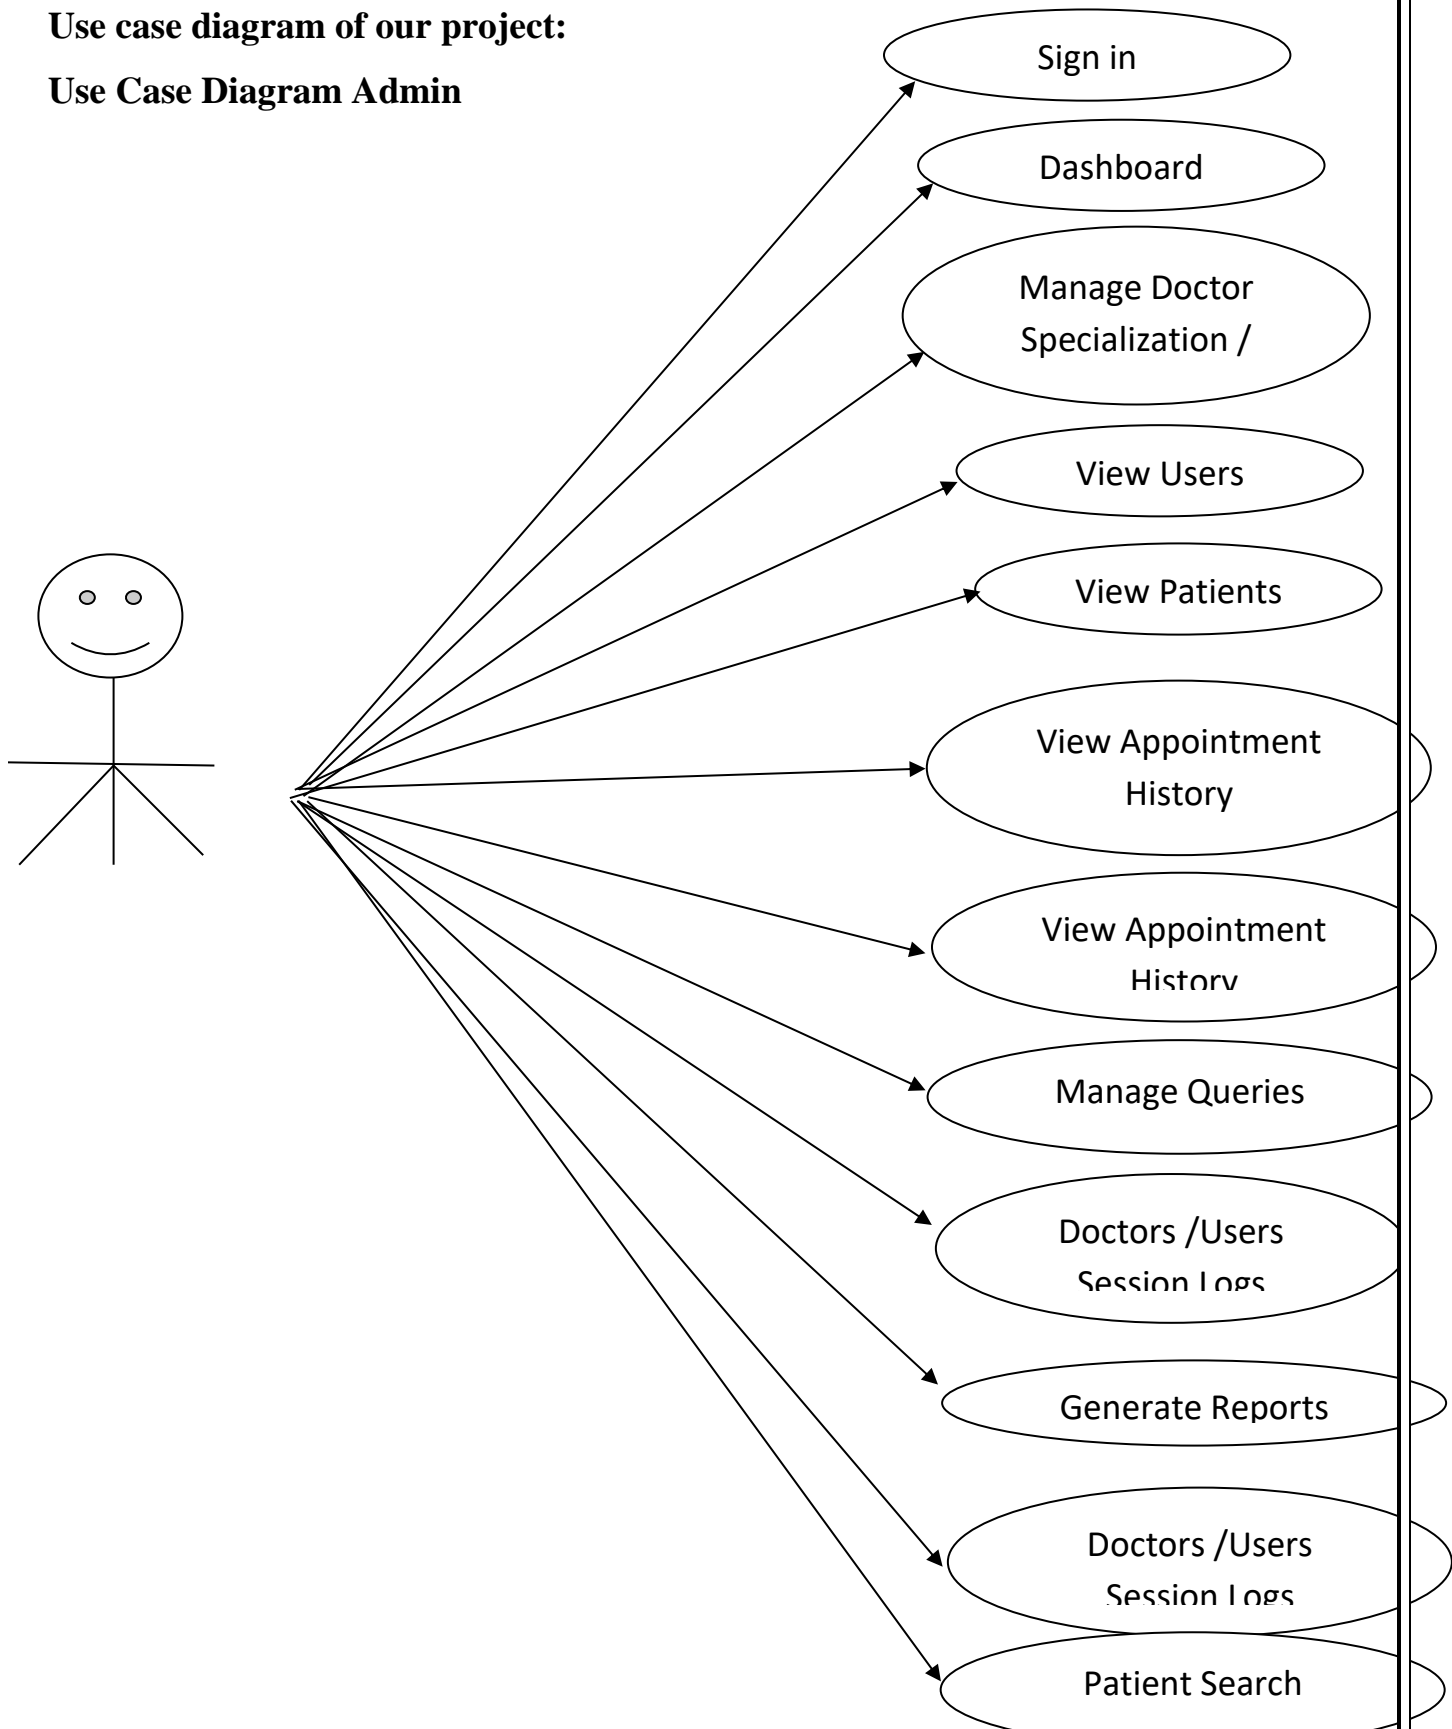 Use case diagram of our project:
Use Case Diagram Admin
Sign in
Dashboard
Manage Doctor
Specialization /
View Users
View Patients
View Appointment
History
View Appointment
History
Manage Queries
Doctors /Users
Session Logs
Generate Reports
Doctors /Users
Session Logs
Patient Search